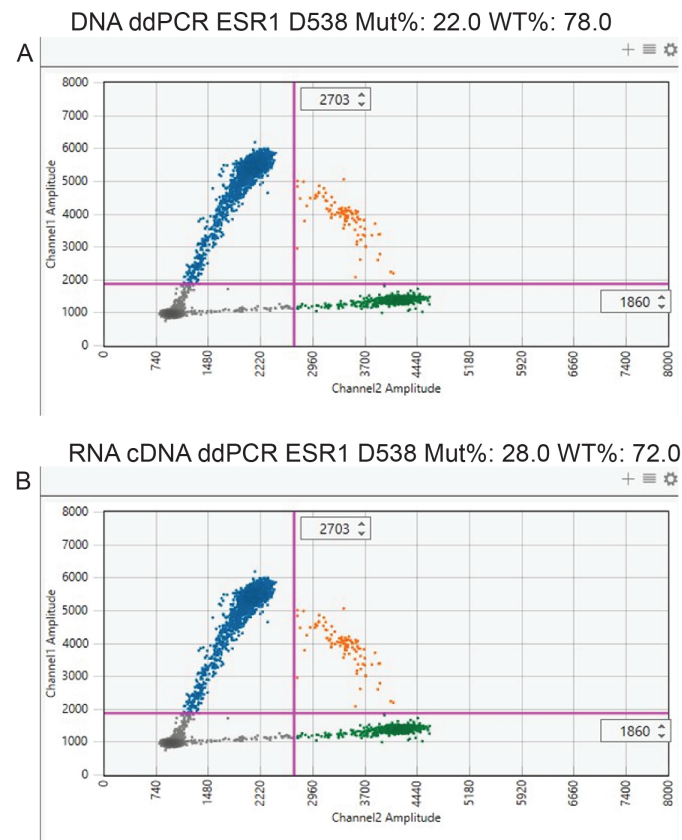 DNA ddPCR ESR1 D538 Mut%: 22.0 WT%: 78.0
A
8000
2703
7000
6000
5000
4000
3000
2000
1860
1000
0
Channel1 Amplitude
0 740 1480 2220 2960 3700 4440 5180 5920 6660 7400 8000
Channel2 Amplitude
RNA cDNA ddPCR ESR1 D538 Mut%: 28.0 WT%: 72.0
B
8000
2703
7000
6000
5000
4000
3000
2000
1860
1000
0
Channel1 Amplitude
0 740 1480 2220 2960 3700 4440 5180 5920 6660 7400 8000
Channel2 Amplitude